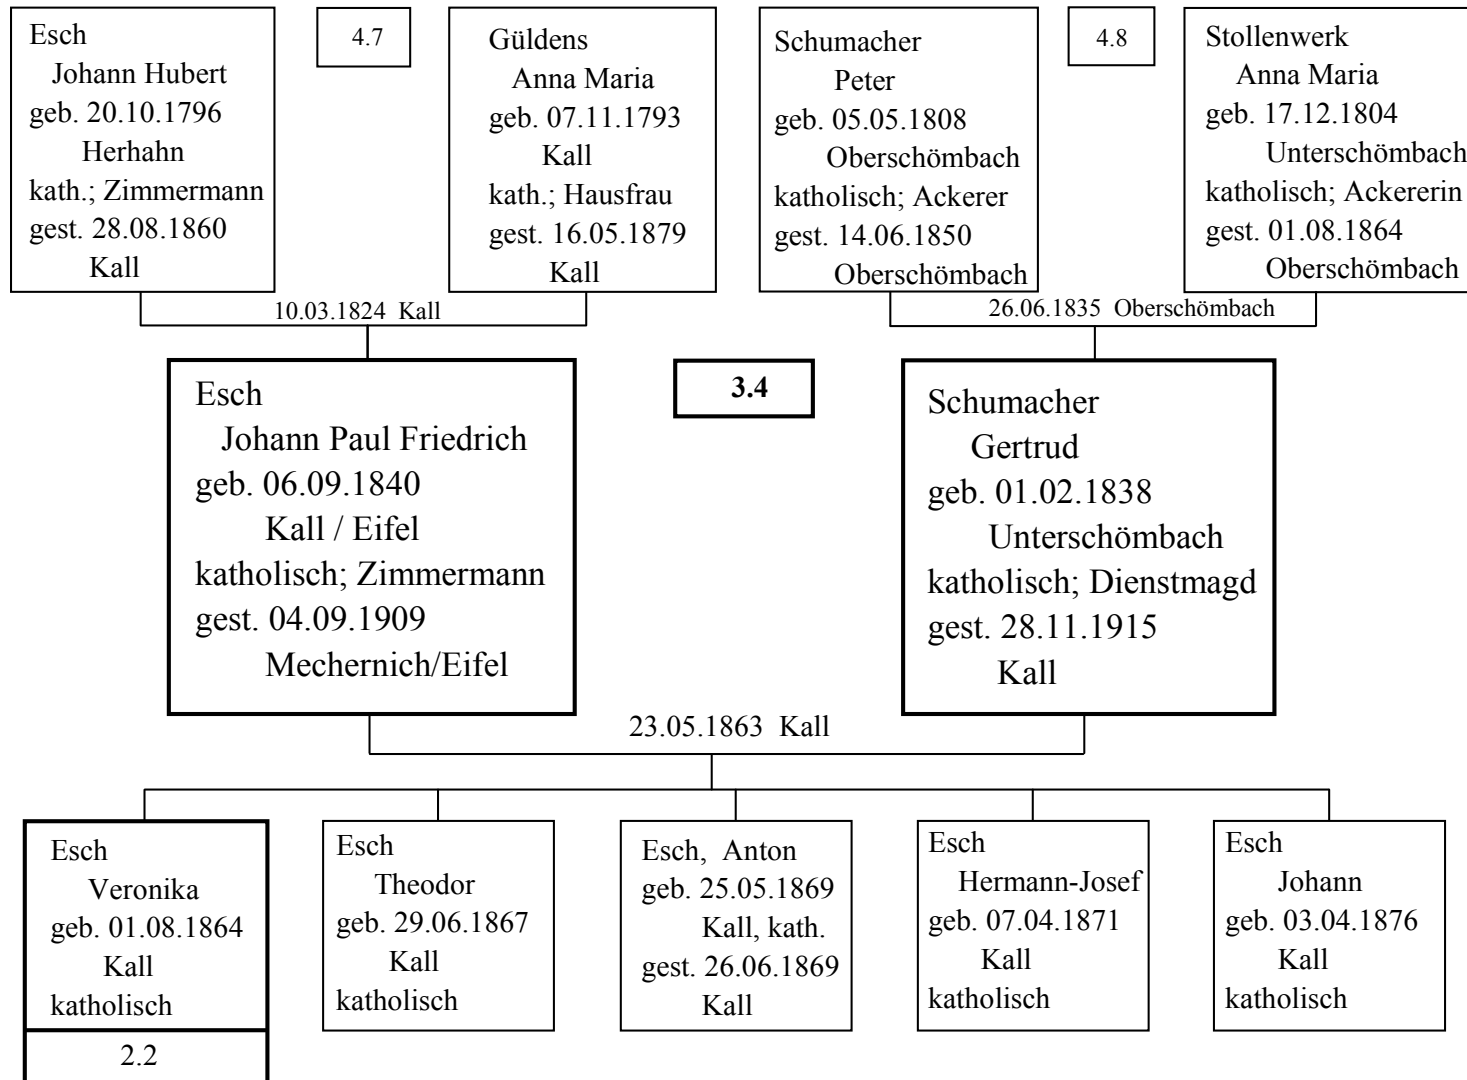 Esch
Johann Hubert
geb. 20.10.1796
Herhahn
kath.; Zimmermann
gest. 28.08.1860
Kall
4.7
Güldens
Anna Maria
geb. 07.11.1793
Kall
kath.; Hausfrau
gest. 16.05.1879
Kall
Schumacher
Peter
geb. 05.05.1808
Oberschömbach
katholisch; Ackerer
gest. 14.06.1850
Oberschömbach
4.8
Stollenwerk
Anna Maria
geb. 17.12.1804
Unterschömbach
katholisch; Ackererin
gest. 01.08.1864
Oberschömbach
10.03.1824 Kall
26.06.1835 Oberschömbach
Esch
Johann Paul Friedrich
geb. 06.09.1840
Kall / Eifel
katholisch; Zimmermann
gest. 04.09.1909
Mechernich/Eifel
3.4
Schumacher
Gertrud
geb. 01.02.1838
Unterschömbach
katholisch; Dienstmagd
gest. 28.11.1915
Kall
23.05.1863 Kall
Esch
Veronika
geb. 01.08.1864
Kall
katholisch
2.2
Esch
Theodor
geb. 29.06.1867
Kall
katholisch
Esch, Anton
geb. 25.05.1869
Kall, kath.
gest. 26.06.1869
Kall
Esch
Hermann-Josef
geb. 07.04.1871
Kall
katholisch
Esch
Johann
geb. 03.04.1876
Kall
katholisch